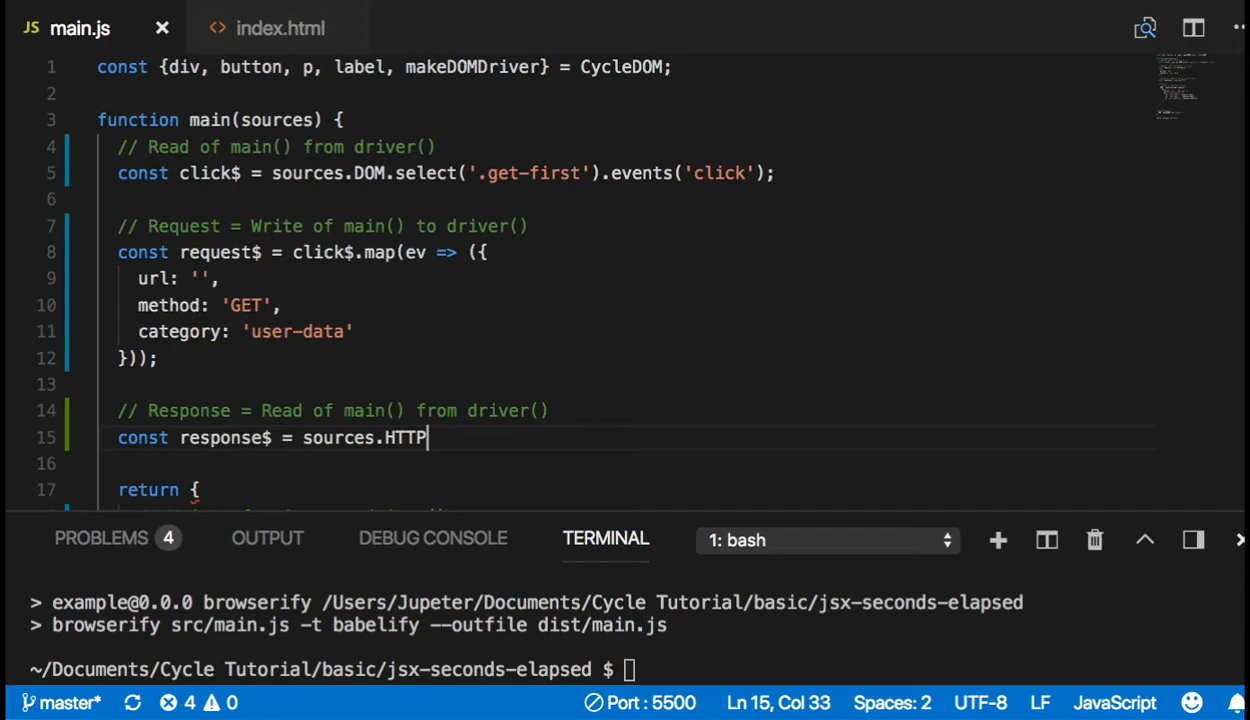 JS main.js × <> index.html
1 const {div, button, p, label, makeDOMDriver} = CycleDOM;
2
3 function main(sources) {
4 // Read of main() from driver()
5 const click$ = sources.DOM.select('.get-first').events('click');
6
7 // Request = Write of main() to driver()
8 const request$ = click$.map(ev => ({
9 url: '',
10 method: 'GET',
11 category: 'user-data'
12 }));
13
14 // Response = Read of main() from driver()
15 const response$ = sources.HTTP
16
17 return {
PROBLEMS 4 OUTPUT DEBUG CONSOLE TERMINAL 1: bash
> example@0.0.0 browserify /Users/Jupeter/Documents/Cycle Tutorial/basic/jsx-seconds-elapsed
> browserify src/main.js -t babelify --outfile dist/main.js
~/Documents/Cycle Tutorial/basic/jsx-seconds-elapsed $
master* 4 0 Port : 5500 Ln 15, Col 33 Spaces: 2 UTF-8 LF JavaScript